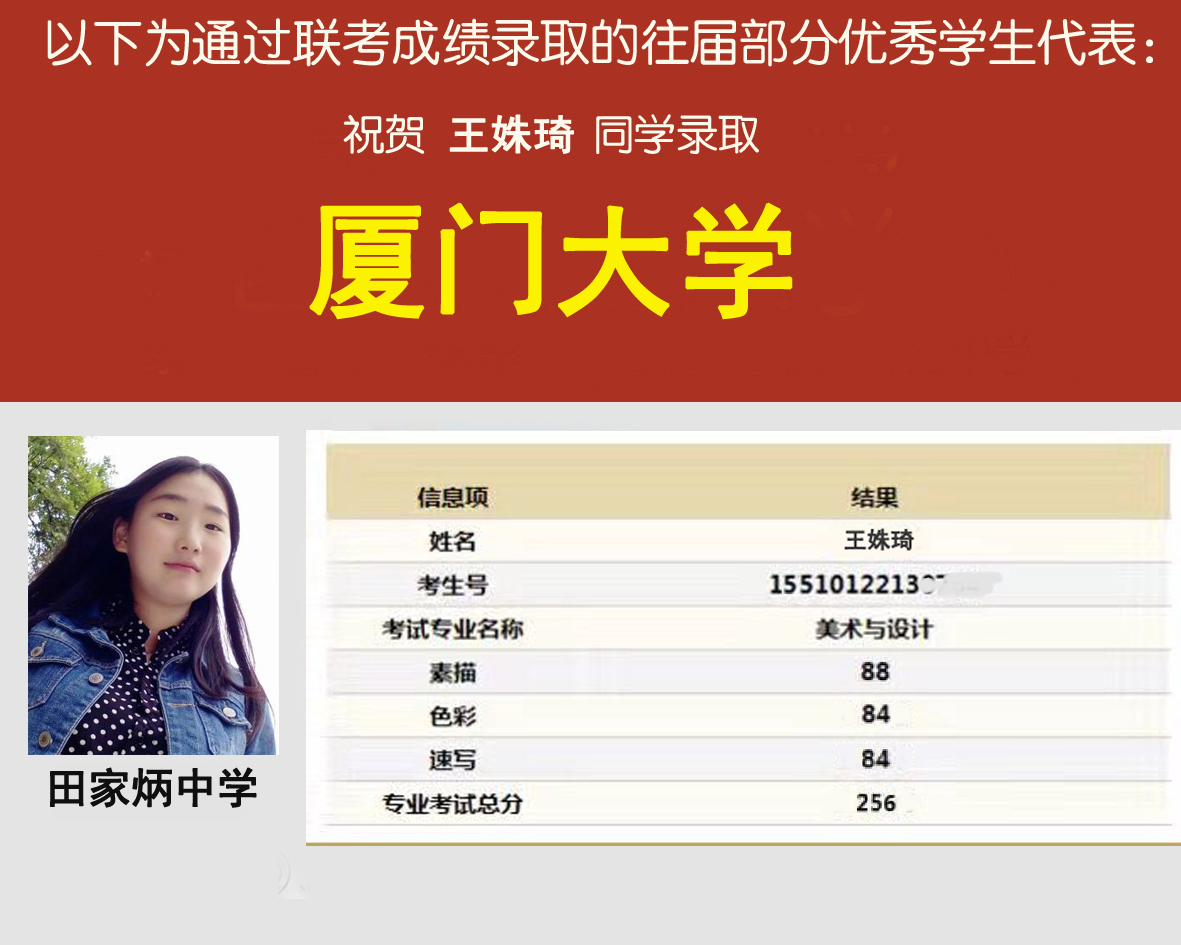 以下为通过联考成绩录取的往届部分优秀学生代表：
祝贺 王姝琦 同学录取
厦门大学
信息项 结果
姓名 王姝琦
考生号 1551012213
考试专业名称 美术与设计
素描 88
色彩 84
速写 84
专业考试总分 256
田家炳中学